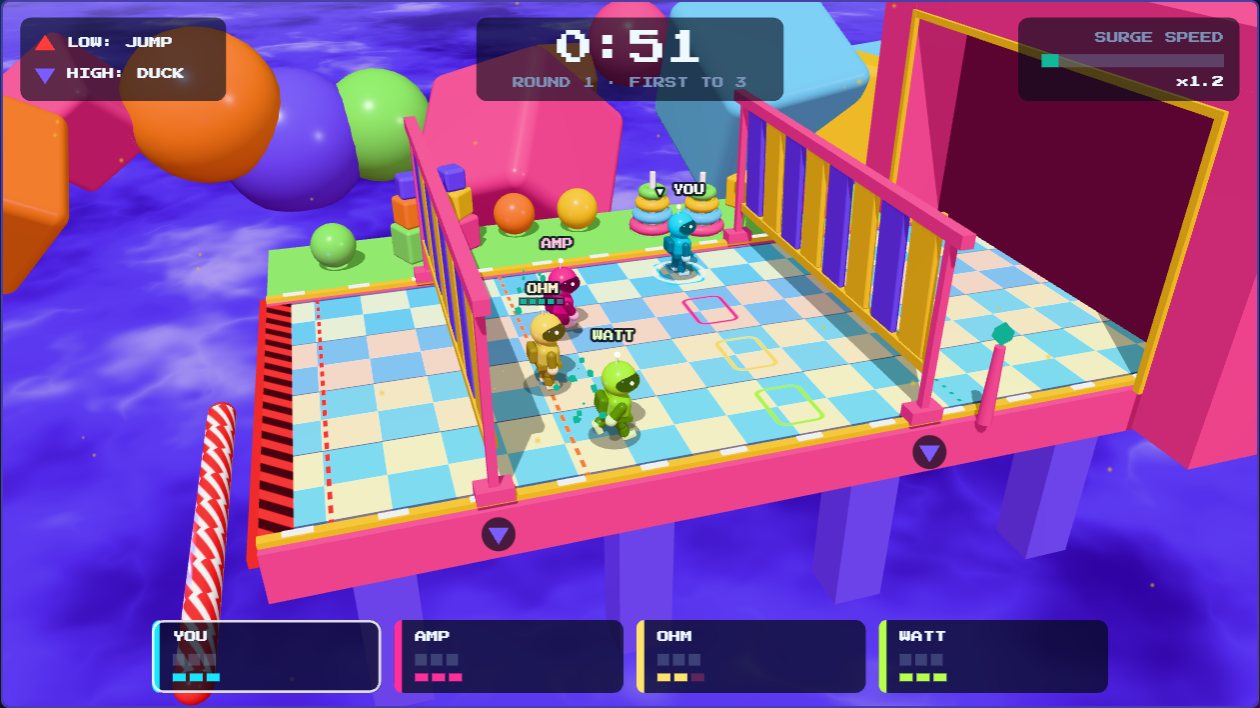 LOW: JUMP
HIGH: DUCK
0:51
ROUND 1 · FIRST TO 3
SURGE SPEED
x1.2
YOU
AMP
OHM
WATT
YOU
AMP
OHM
WATT